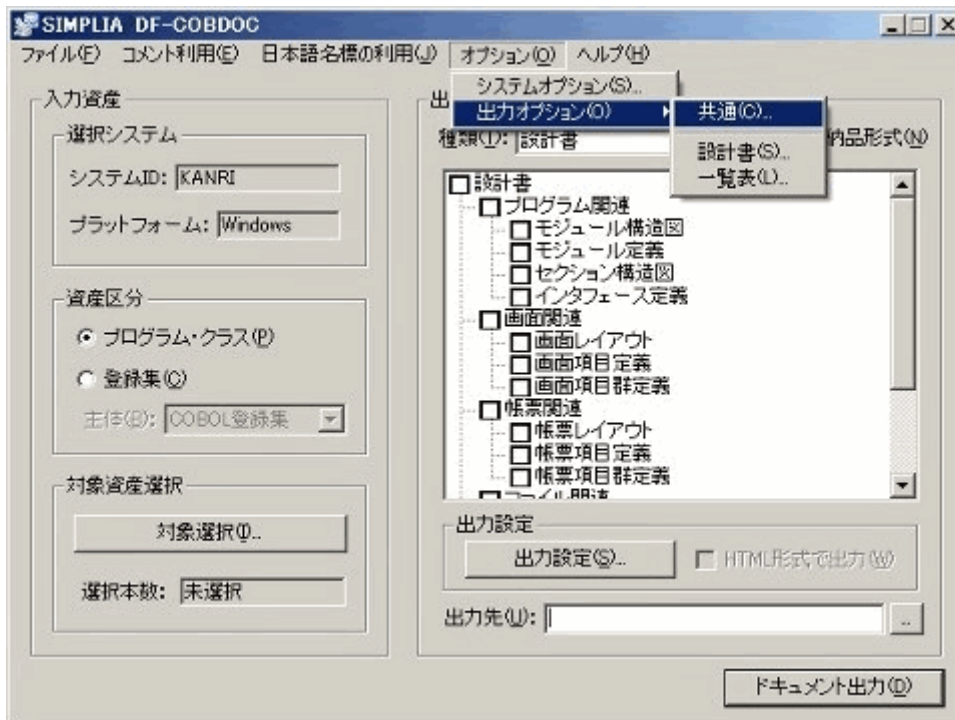 SIMPLIA DF-COBDOC
ファイル(F) コメント利用(E) 日本語名標の利用(J) オプション(O) ヘルプ(H)
システムオプション(S)...
出力オプション(O)
共通(C)...
設計書(S)...
一覧表(L)...
入力資産
選択システム
システムID: KANRI
プラットフォーム: Windows
資産区分
プログラム・クラス(P)
登録集(C)
主体(B): COBOL登録集
対象資産選択
対象選択(I)...
選択本数: 未選択
出
種類(T): 設計書
納品形式(N)
設計書
プログラム関連
モジュール構造図
モジュール定義
セクション構造図
インタフェース定義
画面関連
画面レイアウト
画面項目定義
画面項目群定義
帳票関連
帳票レイアウト
帳票項目定義
帳票項目群定義
ファイル関連
出力設定
出力設定(S)...
HTML形式で出力(W)
出力先(U):
..
ドキュメント出力(D)